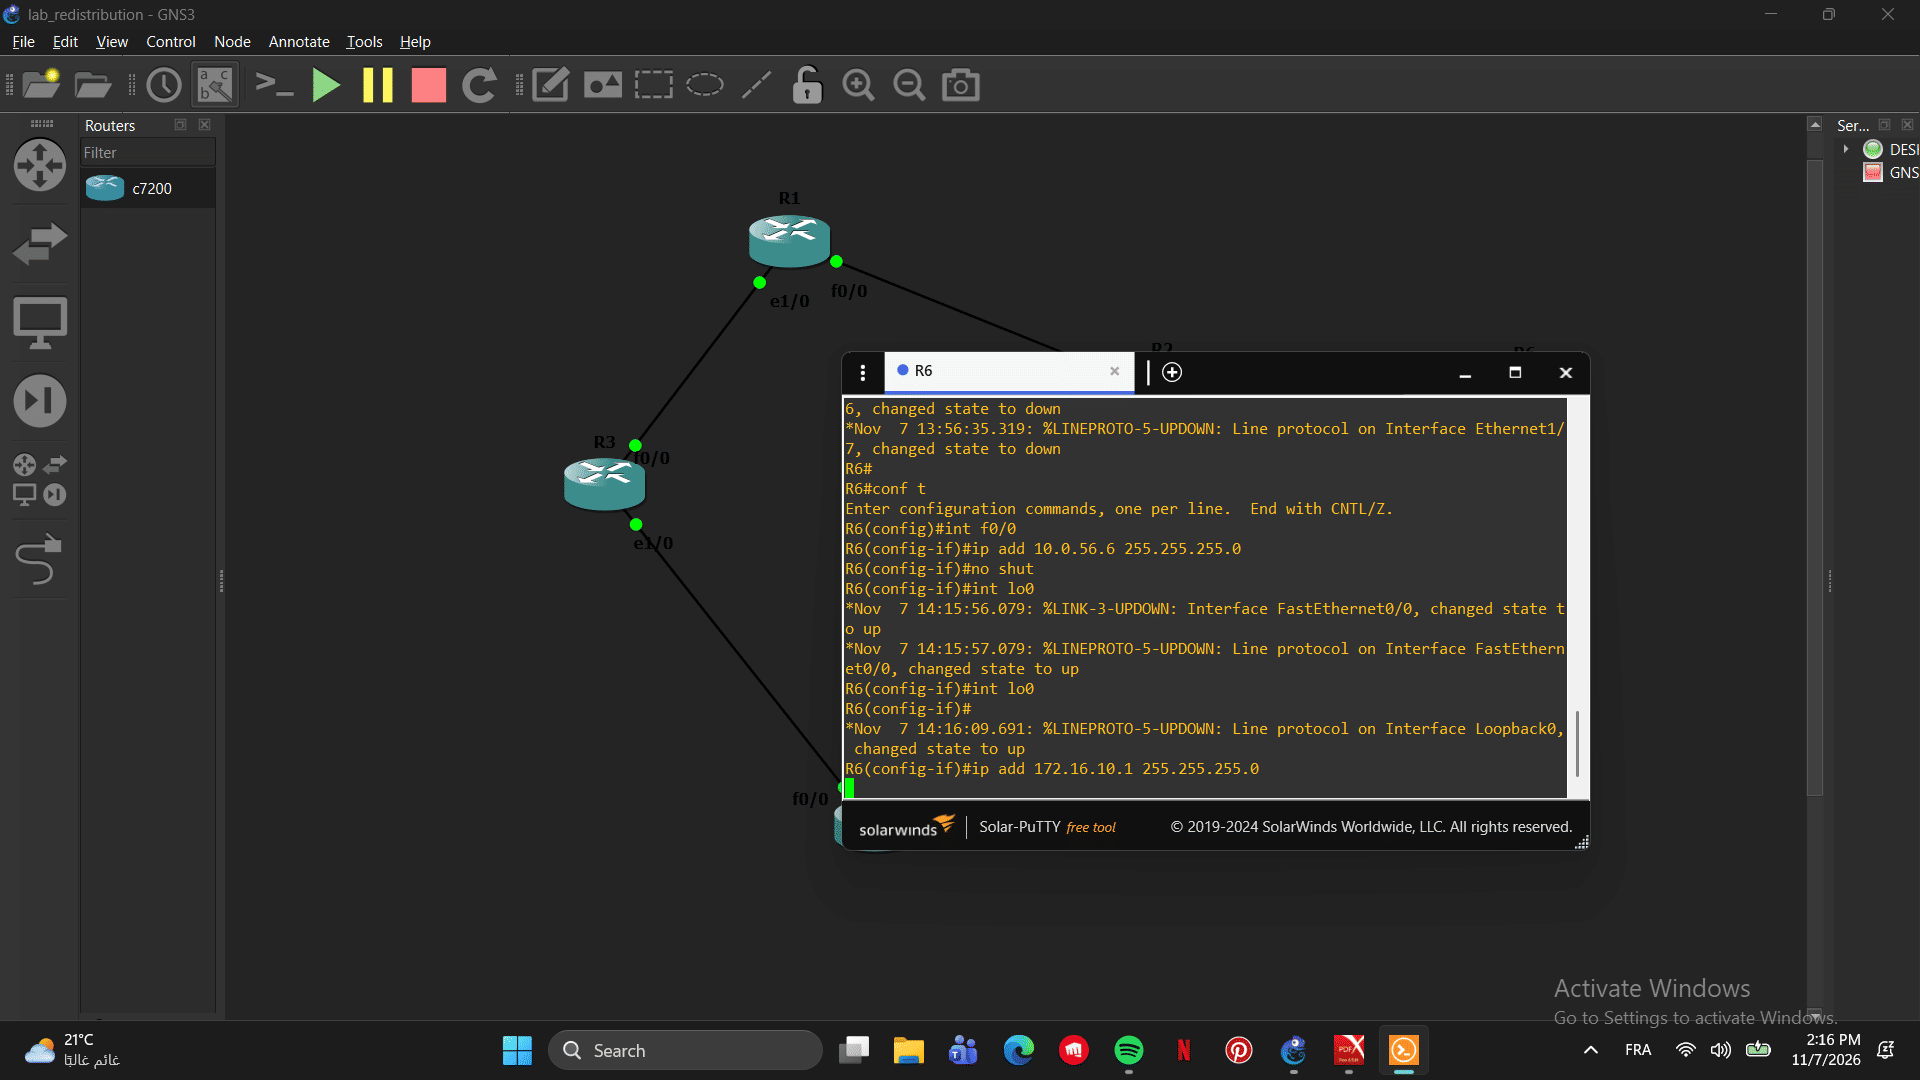 lab_redistribution - GNS3
File Edit View Control Node Annotate Tools Help
Routers
Filter
c7200
Ser...
DES
GNS
R1
e1/0
f0/0
R2
R3
f0/0
e1/0
f0/0
R6
6, changed state to down
*Nov  7 13:56:35.319: %LINEPROTO-5-UPDOWN: Line protocol on Interface Ethernet1/
7, changed state to down
R6#
R6#conf t
Enter configuration commands, one per line.  End with CNTL/Z.
R6(config)#int f0/0
R6(config-if)#ip add 10.0.56.6 255.255.255.0
R6(config-if)#no shut
R6(config-if)#int lo0
*Nov  7 14:15:56.079: %LINK-3-UPDOWN: Interface FastEthernet0/0, changed state t
o up
*Nov  7 14:15:57.079: %LINEPROTO-5-UPDOWN: Line protocol on Interface FastEthern
et0/0, changed state to up
R6(config-if)#int lo0
R6(config-if)#
*Nov  7 14:16:09.691: %LINEPROTO-5-UPDOWN: Line protocol on Interface Loopback0,
 changed state to up
R6(config-if)#ip add 172.16.10.1 255.255.255.0
solarwinds Solar-PuTTY free tool © 2019-2024 SolarWinds Worldwide, LLC. All rights reserved.
Activate Windows
Go to Settings to activate Windows.
21°C
غائم غالبًا
Search
FRA
2:16 PM
11/7/2026